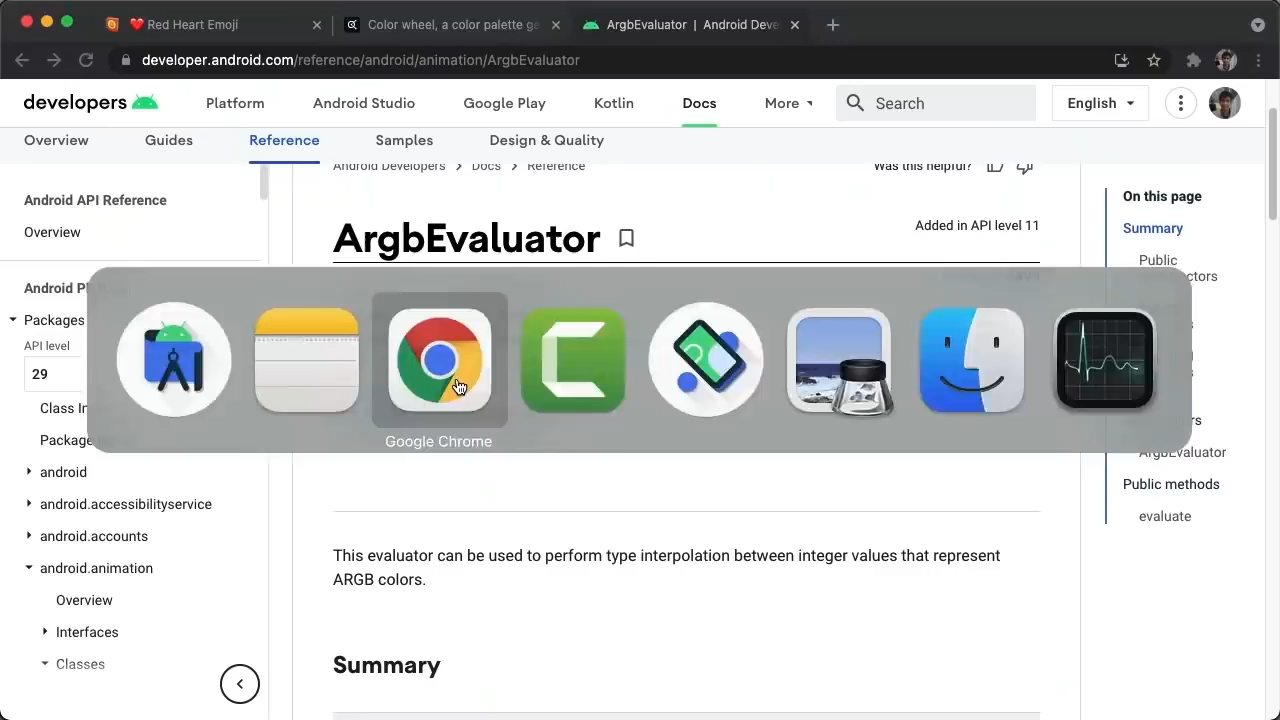 ❤️ Red Heart Emoji
Color wheel, a color palette ge
ArgbEvaluator | Android Deve
developer.android.com/reference/android/animation/ArgbEvaluator
developers
Platform
Android Studio
Google Play
Kotlin
Docs
More
Search
English
Overview
Guides
Reference
Samples
Design & Quality
Android Developers > Docs > Reference
Was this helpful?
Android API Reference
Overview
Packages
API level
29
android
android.accessibilityservice
android.accounts
android.animation
Overview
Interfaces
Classes
ArgbEvaluator
Added in API level 11
Google Chrome
This evaluator can be used to perform type interpolation between integer values that represent
ARGB colors.
Summary
On this page
Summary
Public
ArgbEvaluator
Public methods
evaluate